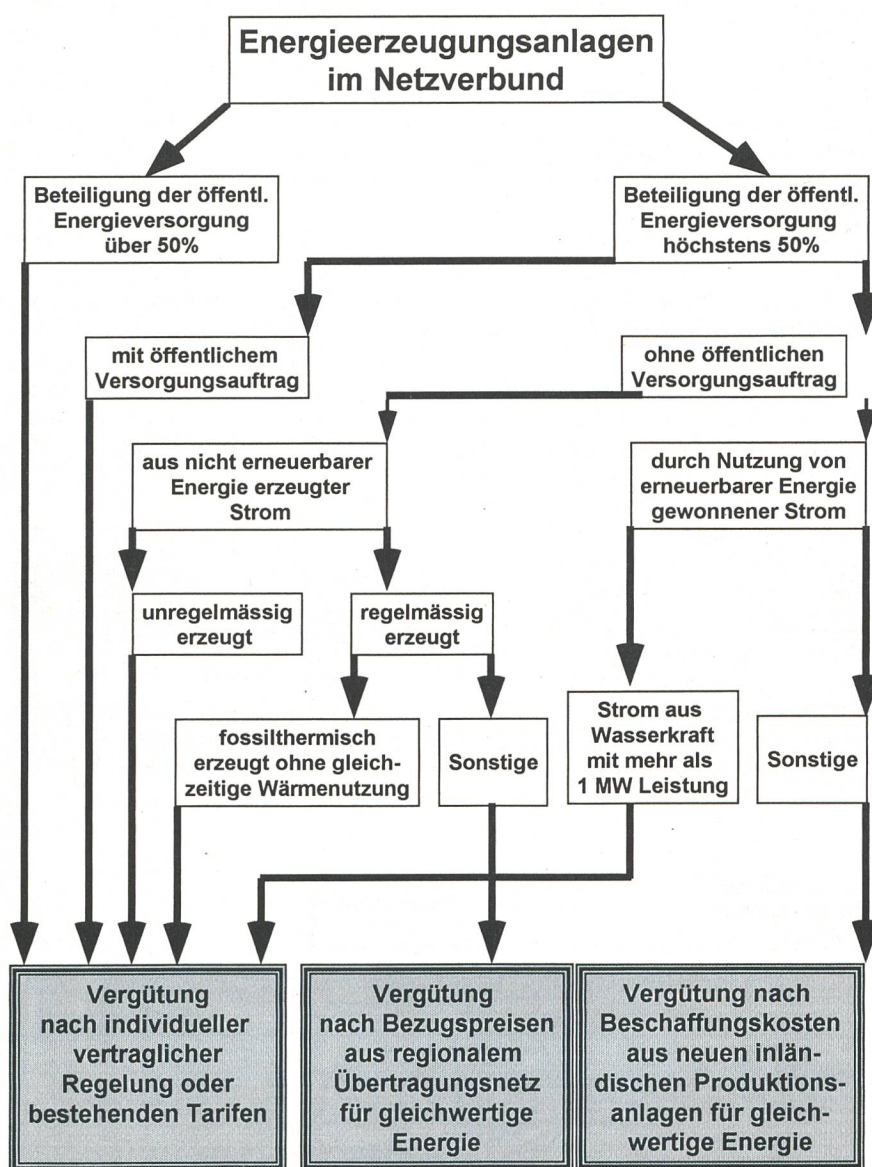 Energieerzeugungsanlagen
im Netzverbund
Beteiligung der öffentl.
Energieversorgung
über 50%
Beteiligung der öffentl.
Energieversorgung
höchstens 50%
mit öffentlichem
Versorgungsauftrag
ohne öffentlichen
Versorgungsauftrag
aus nicht erneuerbarer
Energie erzeugter
Strom
durch Nutzung von
erneuerbarer Energie
gewonnener Strom
unregelmässig
erzeugt
regelmässig
erzeugt
fossilthermisch
erzeugt ohne gleich-
zeitige Wärmenutzung
Sonstige
Strom aus
Wasserkraft
mit mehr als
1 MW Leistung
Sonstige
Vergütung
nach individueller
vertraglicher
Regelung oder
bestehenden Tarifen
Vergütung
nach Bezugspreisen
aus regionalem
Übertragungsnetz
für gleichwertige
Energie
Vergütung nach
Beschaffungskosten
aus neuen inlän-
dischen Produktions-
anlagen für gleich-
wertige Energie